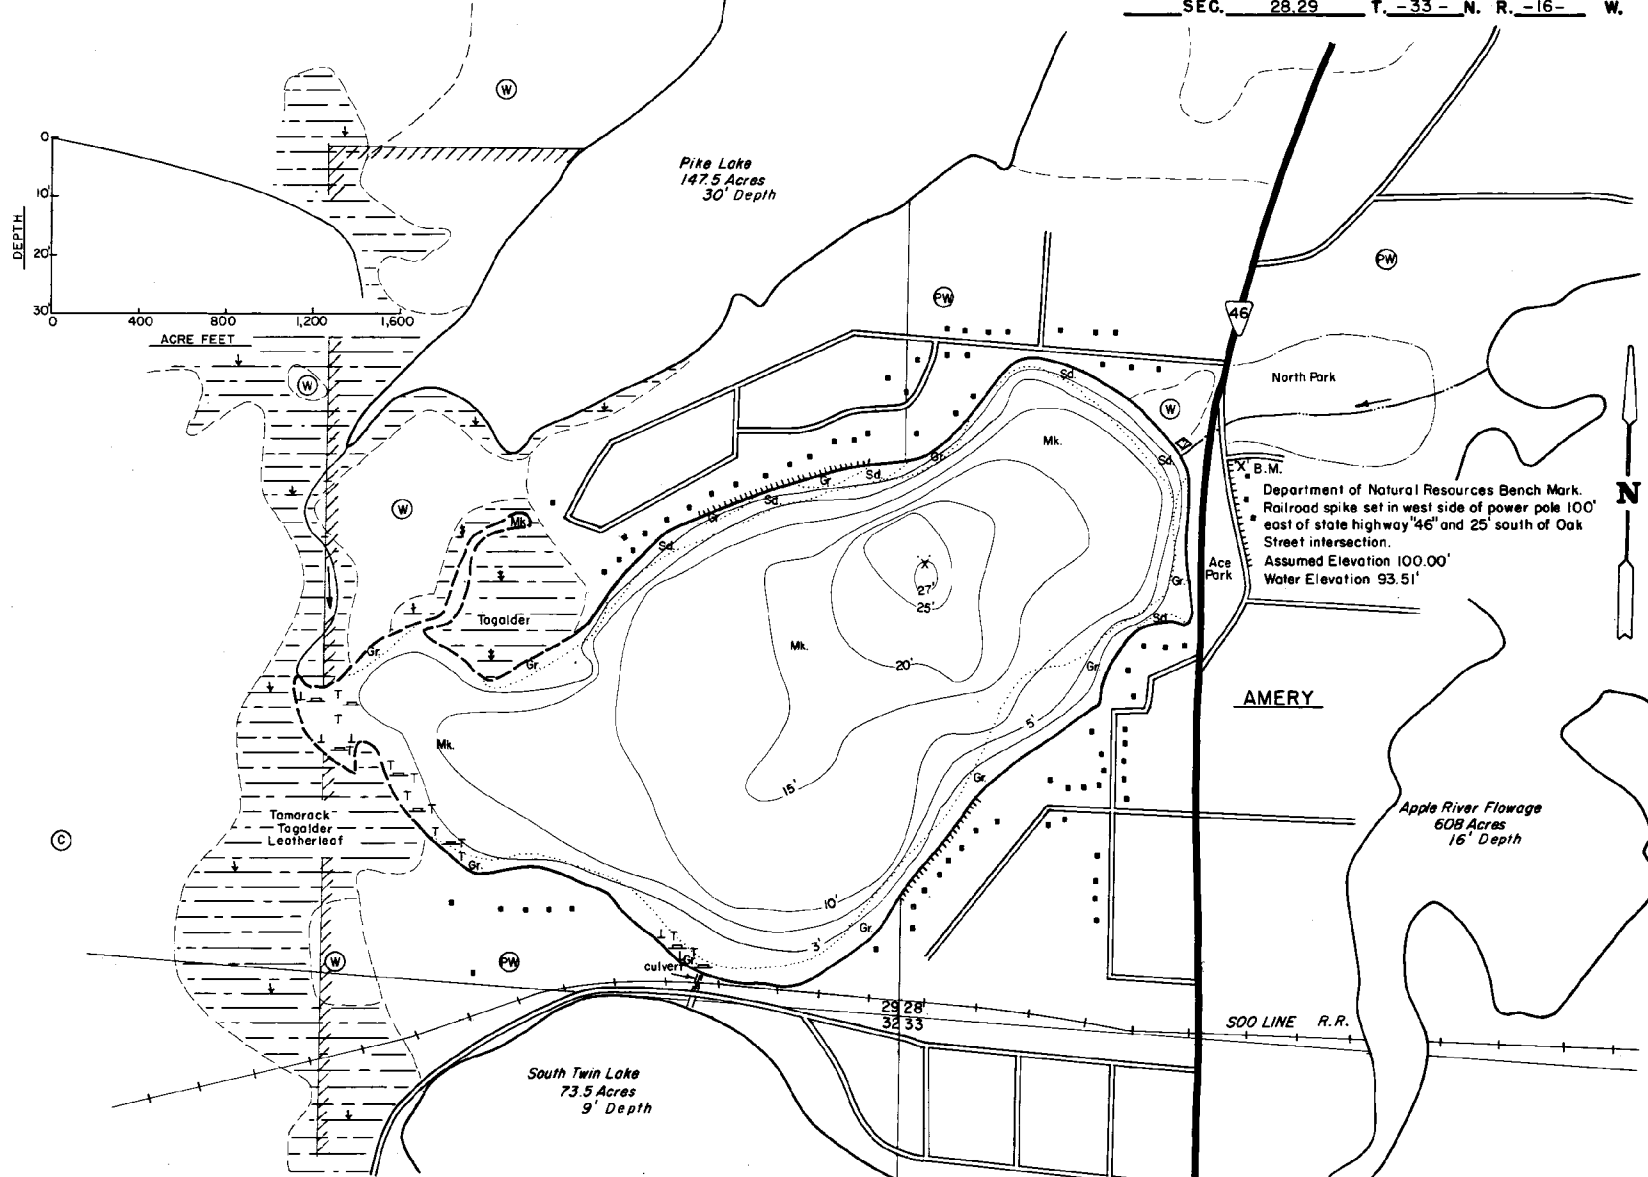 SEC. 28.29 T. -33- N. R. -16- W.
W
Pike Lake
147.5 Acres
30' Depth
0
10'
20'
30'
DEPTH
0 400 800 1,200 1,600
ACRE FEET
PW
PW
46
W
Sd.
North Park
W
Mk.
Sd.
Gr.
Sd.
Gr.
Sd.
Gr.
Sd.
X B.M.
Department of Natural Resources Bench Mark.
Railroad spike set in west side of power pole 100'
east of state highway "46" and 25' south of Oak
Street intersection.
Assumed Elevation 100.00'
Water Elevation 93.51'
N
W
Mk.
X
27'
25'
Ace
Park
Gr.
Sd.
Tagalder
Gr.
Gr.
Mk.
20'
Gr.
AMERY
5'
Mk.
15'
Gr.
Tamarack
Tagalder
Leatherleaf
C
Apple River Flowage
608 Acres
16' Depth
Gr.
10'
3'
Gr.
W
PW
Gr.
culvert
29 28
32 33
SOO LINE R.R.
South Twin Lake
73.5 Acres
9' Depth